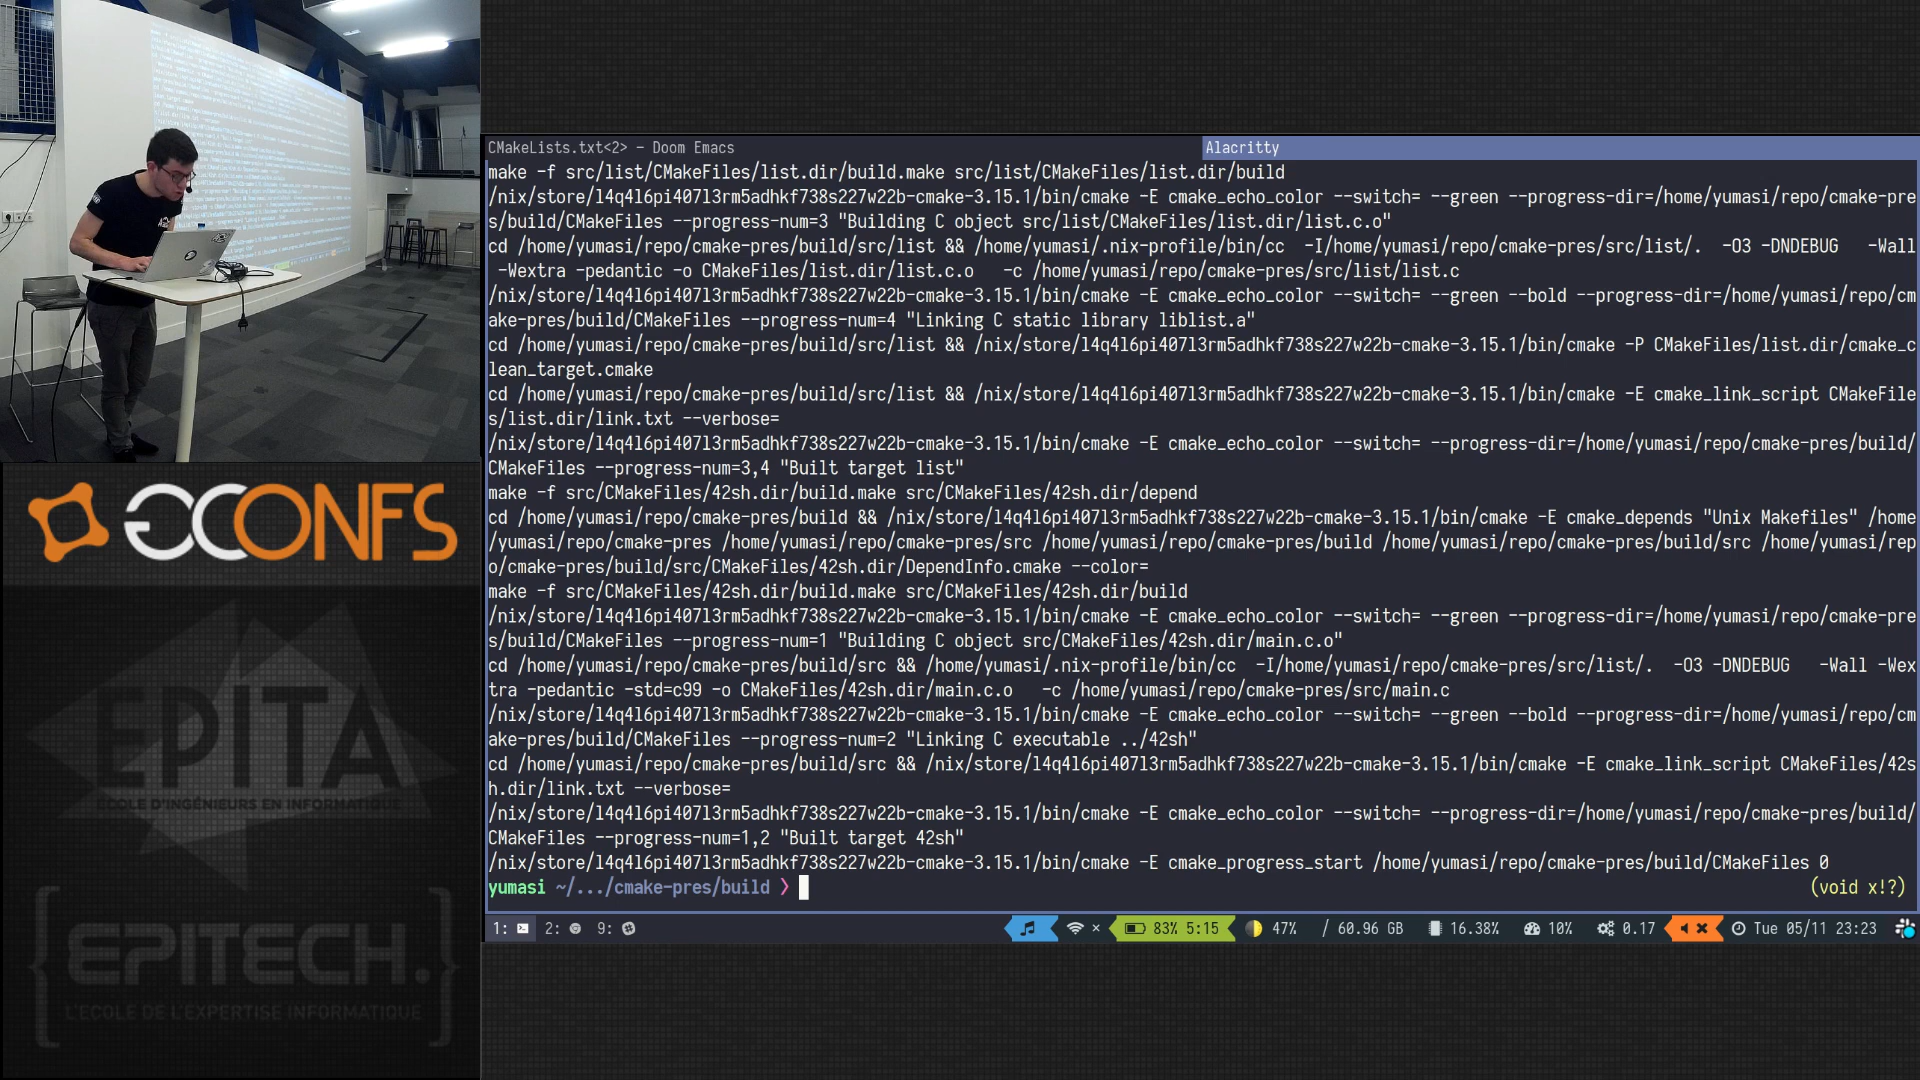 CMakeLists.txt<2> – Doom Emacs
Alacritty
make -f src/list/CMakeFiles/list.dir/build.make src/list/CMakeFiles/list.dir/build
/nix/store/l4q4l6pi407l3rm5adhkf738s227w22b-cmake-3.15.1/bin/cmake -E cmake_echo_color --switch= --green --progress-dir=/home/yumasi/repo/cmake-pre
s/build/CMakeFiles --progress-num=3 "Building C object src/list/CMakeFiles/list.dir/list.c.o"
cd /home/yumasi/repo/cmake-pres/build/src/list && /home/yumasi/.nix-profile/bin/cc  -I/home/yumasi/repo/cmake-pres/src/list/.  -O3 -DNDEBUG   -Wall
 -Wextra -pedantic -o CMakeFiles/list.dir/list.c.o   -c /home/yumasi/repo/cmake-pres/src/list/list.c
/nix/store/l4q4l6pi407l3rm5adhkf738s227w22b-cmake-3.15.1/bin/cmake -E cmake_echo_color --switch= --green --bold --progress-dir=/home/yumasi/repo/cm
ake-pres/build/CMakeFiles --progress-num=4 "Linking C static library liblist.a"
cd /home/yumasi/repo/cmake-pres/build/src/list && /nix/store/l4q4l6pi407l3rm5adhkf738s227w22b-cmake-3.15.1/bin/cmake -P CMakeFiles/list.dir/cmake_c
lean_target.cmake
cd /home/yumasi/repo/cmake-pres/build/src/list && /nix/store/l4q4l6pi407l3rm5adhkf738s227w22b-cmake-3.15.1/bin/cmake -E cmake_link_script CMakeFile
s/list.dir/link.txt --verbose=
/nix/store/l4q4l6pi407l3rm5adhkf738s227w22b-cmake-3.15.1/bin/cmake -E cmake_echo_color --switch= --progress-dir=/home/yumasi/repo/cmake-pres/build/
CMakeFiles --progress-num=3,4 "Built target list"
make -f src/CMakeFiles/42sh.dir/build.make src/CMakeFiles/42sh.dir/depend
cd /home/yumasi/repo/cmake-pres/build && /nix/store/l4q4l6pi407l3rm5adhkf738s227w22b-cmake-3.15.1/bin/cmake -E cmake_depends "Unix Makefiles" /home
/yumasi/repo/cmake-pres /home/yumasi/repo/cmake-pres/src /home/yumasi/repo/cmake-pres/build /home/yumasi/repo/cmake-pres/build/src /home/yumasi/rep
o/cmake-pres/build/src/CMakeFiles/42sh.dir/DependInfo.cmake --color=
make -f src/CMakeFiles/42sh.dir/build.make src/CMakeFiles/42sh.dir/build
/nix/store/l4q4l6pi407l3rm5adhkf738s227w22b-cmake-3.15.1/bin/cmake -E cmake_echo_color --switch= --green --progress-dir=/home/yumasi/repo/cmake-pre
s/build/CMakeFiles --progress-num=1 "Building C object src/CMakeFiles/42sh.dir/main.c.o"
cd /home/yumasi/repo/cmake-pres/build/src && /home/yumasi/.nix-profile/bin/cc  -I/home/yumasi/repo/cmake-pres/src/list/.  -O3 -DNDEBUG   -Wall -Wex
tra -pedantic -std=c99 -o CMakeFiles/42sh.dir/main.c.o   -c /home/yumasi/repo/cmake-pres/src/main.c
/nix/store/l4q4l6pi407l3rm5adhkf738s227w22b-cmake-3.15.1/bin/cmake -E cmake_echo_color --switch= --green --bold --progress-dir=/home/yumasi/repo/cm
ake-pres/build/CMakeFiles --progress-num=2 "Linking C executable ../42sh"
cd /home/yumasi/repo/cmake-pres/build/src && /nix/store/l4q4l6pi407l3rm5adhkf738s227w22b-cmake-3.15.1/bin/cmake -E cmake_link_script CMakeFiles/42s
h.dir/link.txt --verbose=
/nix/store/l4q4l6pi407l3rm5adhkf738s227w22b-cmake-3.15.1/bin/cmake -E cmake_echo_color --switch= --progress-dir=/home/yumasi/repo/cmake-pres/build/
CMakeFiles --progress-num=1,2 "Built target 42sh"
/nix/store/l4q4l6pi407l3rm5adhkf738s227w22b-cmake-3.15.1/bin/cmake -E cmake_progress_start /home/yumasi/repo/cmake-pres/build/CMakeFiles 0
yumasi ~/.../cmake-pres/build ❯ (void x!?)
1: 2: 9: 83% 5:15 47% / 60.96 GB 16.38% 10% 0.17 Tue 05/11 23:23
GCONFS
EPITA
ÉCOLE D'INGÉNIEURS EN INFORMATIQUE
{EPITECH.}
L'ECOLE DE L'EXPERTISE INFORMATIQUE